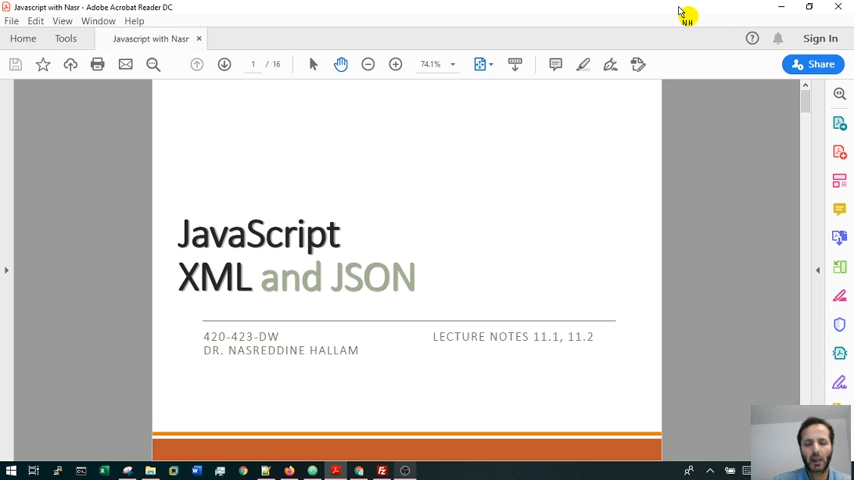 Javascript with Nasr - Adobe Acrobat Reader DC
File Edit View Window Help
Home Tools Javascript with Nasr × Sign In
1 / 16 74.1% Share
NH
JavaScript
XML and JSON
420-423-DW LECTURE NOTES 11.1, 11.2
DR. NASREDDINE HALLAM